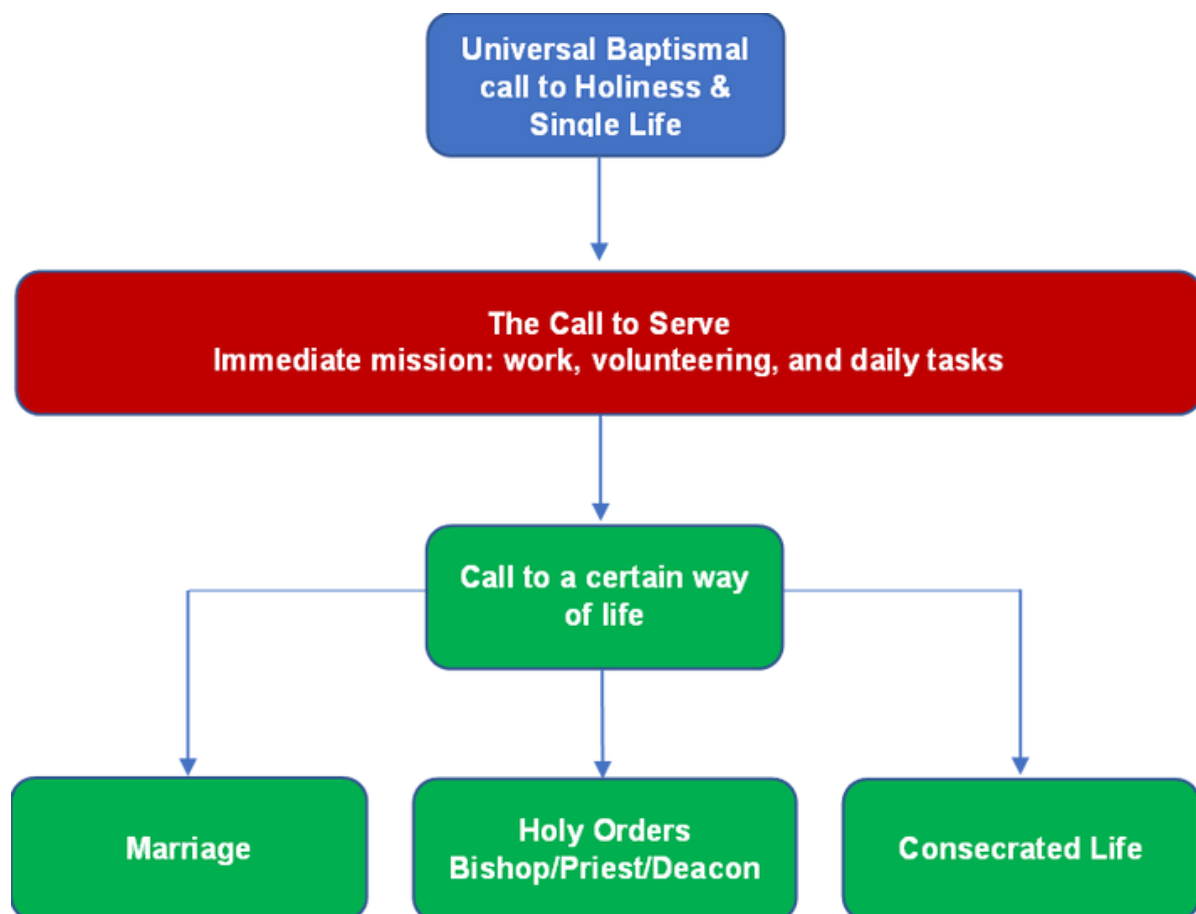 Universal Baptismal
call to Holiness &
Single Life
The Call to Serve
Immediate mission: work, volunteering, and daily tasks
Call to a certain way
of life
Marriage
Holy Orders
Bishop/Priest/Deacon
Consecrated Life